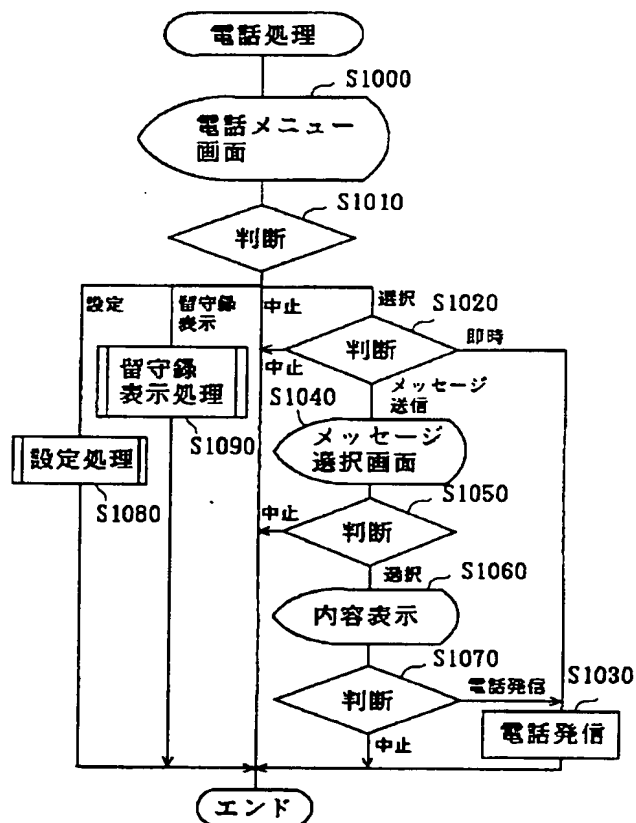 電話処理
S1000
電話メニュー
画面
S1010
判断
設定
留守録
表示
中止
選択
S1020
判断
即時
中止
メッセージ
送信
留守録
表示処理
S1090
S1040
メッセージ
選択画面
設定処理
S1080
S1050
中止
判断
選択
S1060
内容表示
S1070
判断
電話発信
S1030
電話発信
中止
エンド